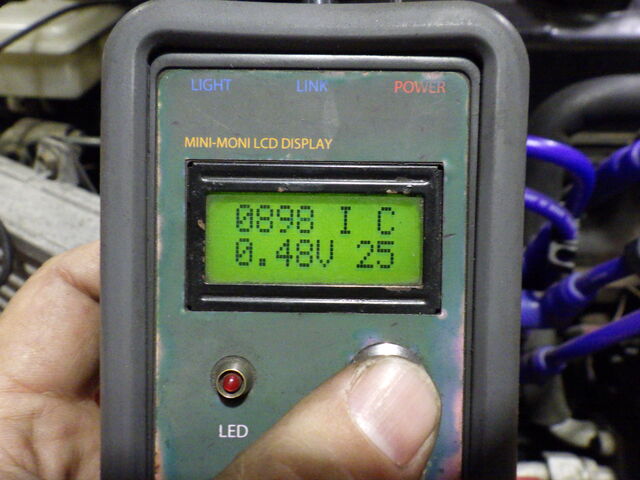 LIGHT LINK POWER
MINI-MONI LCD DISPLAY
0898 I C
0.48V 25
LED